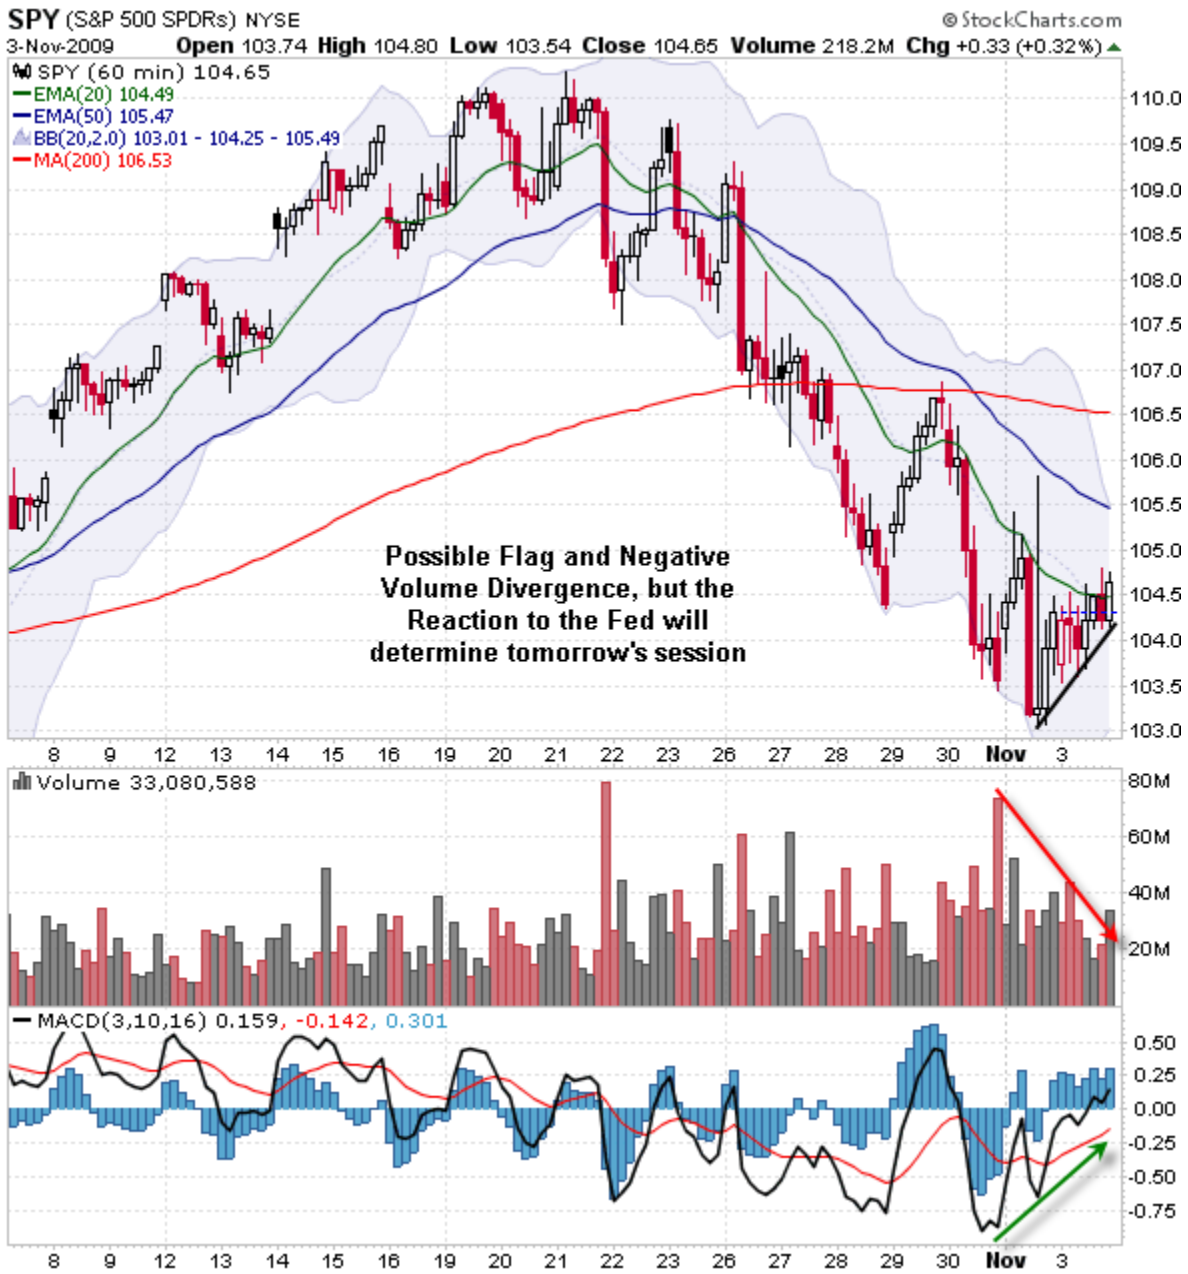 SPY (S&P 500 SPDRs) NYSE © StockCharts.com
3-Nov-2009 Open 103.74 High 104.80 Low 103.54 Close 104.65 Volume 218.2M Chg +0.33 (+0.32%)
SPY (60 min) 104.65
EMA(20) 104.49
EMA(50) 105.47
BB(20,2.0) 103.01 - 104.25 - 105.49
MA(200) 106.53
110.0
109.5
109.0
108.5
108.0
107.5
107.0
106.5
106.0
105.5
105.0
104.5
104.0
103.5
103.0
Possible Flag and Negative
Volume Divergence, but the
Reaction to the Fed will
determine tomorrow's session
8 9 12 13 14 15 16 19 20 21 22 23 26 27 28 29 30 Nov 3
Volume 33,080,588
80M
60M
40M
20M
MACD(3,10,16) 0.159, -0.142, 0.301
0.50
0.25
0.00
-0.25
-0.50
-0.75
8 9 12 13 14 15 16 19 20 21 22 23 26 27 28 29 30 Nov 3